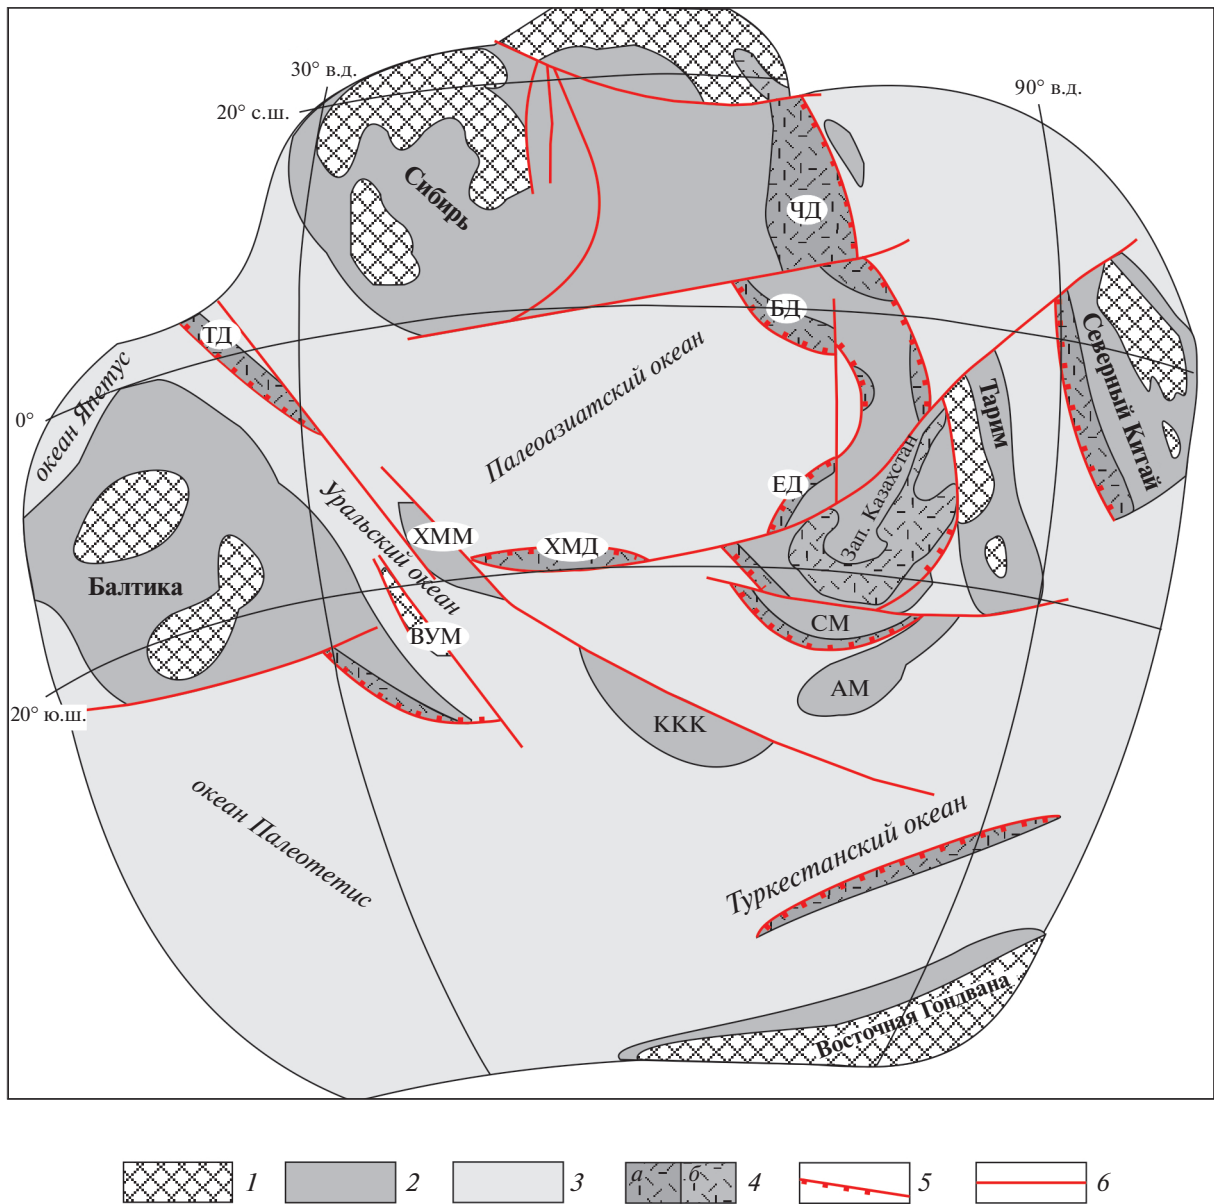 30° в.д.
20° с.ш.
90° в.д.
Сибирь
ЧД
БД
ТД
0°
океан Япетус
Палеоазиатский океан
Тарим
Северный Китай
ЕД
Зап. Казахстан
Уральский океан
ХММ
ХМД
Балтика
ВУМ
СМ
АМ
20° ю.ш.
ККК
океан Палеотетис
Туркестанский океан
Восточная Гондвана
1 2 3 а б 4 5 6